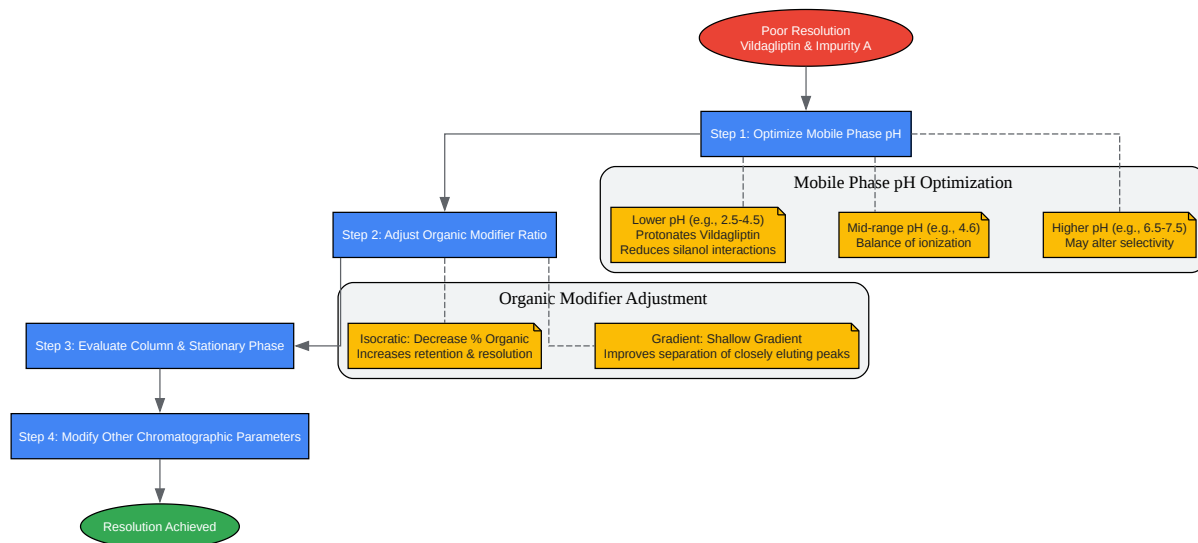 Poor Resolution
Vildagliptin & Impurity A
Step 1: Optimize Mobile Phase pH
Mobile Phase pH Optimization
Lower pH (e.g., 2.5-4.5)
Protonates Vildagliptin
Reduces silanol interactions
Mid-range pH (e.g., 4.6)
Balance of ionization
Higher pH (e.g., 6.5-7.5)
May alter selectivity
Step 2: Adjust Organic Modifier Ratio
Organic Modifier Adjustment
Isocratic: Decrease % Organic
Increases retention & resolution
Gradient: Shallow Gradient
Improves separation of closely eluting peaks
Step 3: Evaluate Column & Stationary Phase
Step 4: Modify Other Chromatographic Parameters
Resolution Achieved